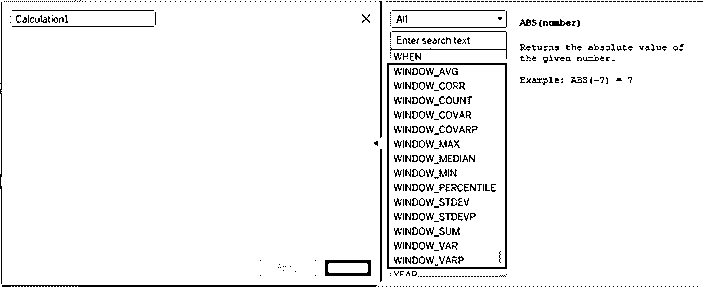 Calculation1
All
Enter search text
WHEN
WINDOW_AVG
WINDOW_CORR
WINDOW_COUNT
WINDOW_COVAR
WINDOW_COVARP
WINDOW_MAX
WINDOW_MEDIAN
WINDOW_MIN
WINDOW_PERCENTILE
WINDOW_STDEV
WINDOW_STDEVP
WINDOW_SUM
WINDOW_VAR
WINDOW_VARP
YEAR
ABS(number)
Returns the absolute value of
the given number.
Example: ABS(-7) = 7